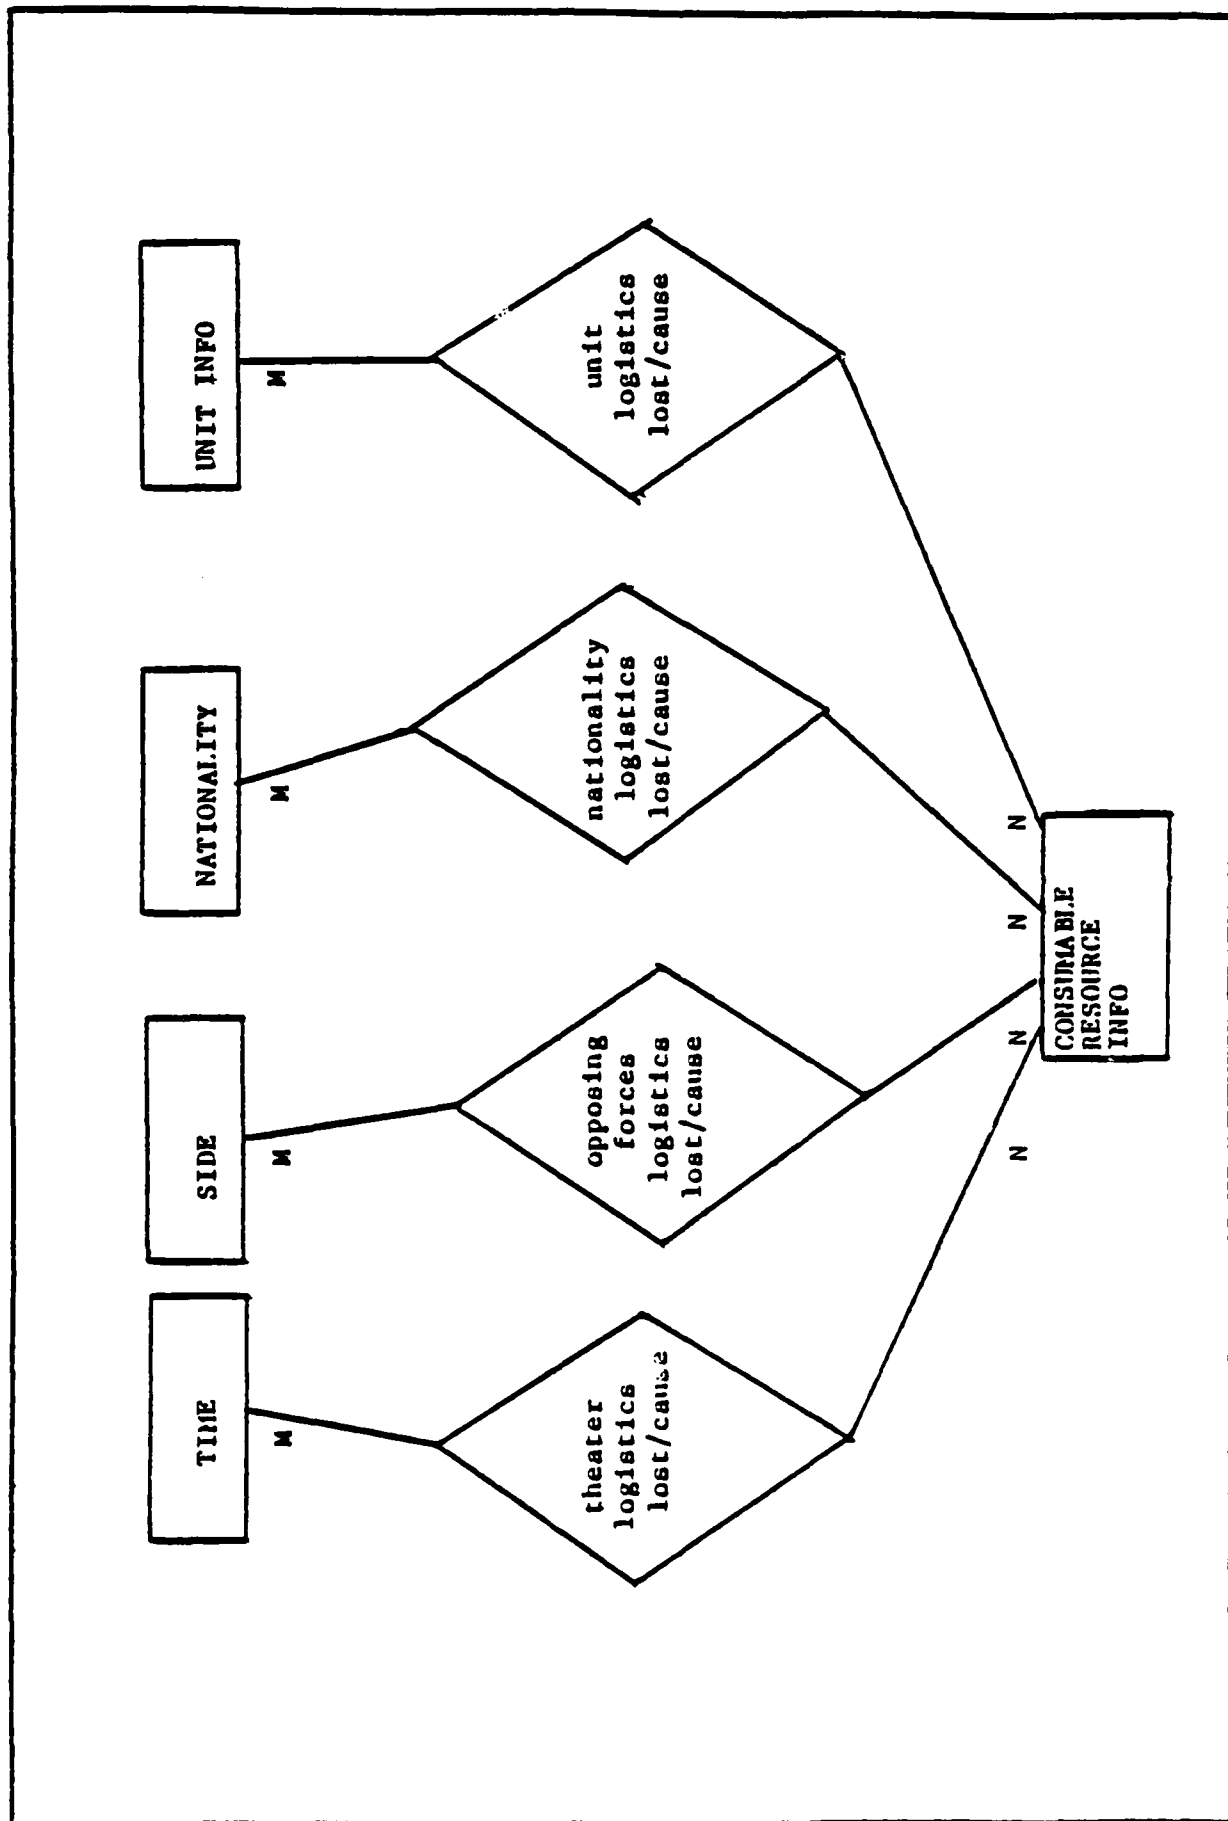 TIME
SIDE
NATIONALITY
UNIT INFO
M
M
M
M
theater
logistics
lost/cause
opposing
forces
logistics
lost/cause
nationality
logistics
lost/cause
unit
logistics
lost/cause
N
N
N
N
CONSUMABLE
RESOURCE
INFO